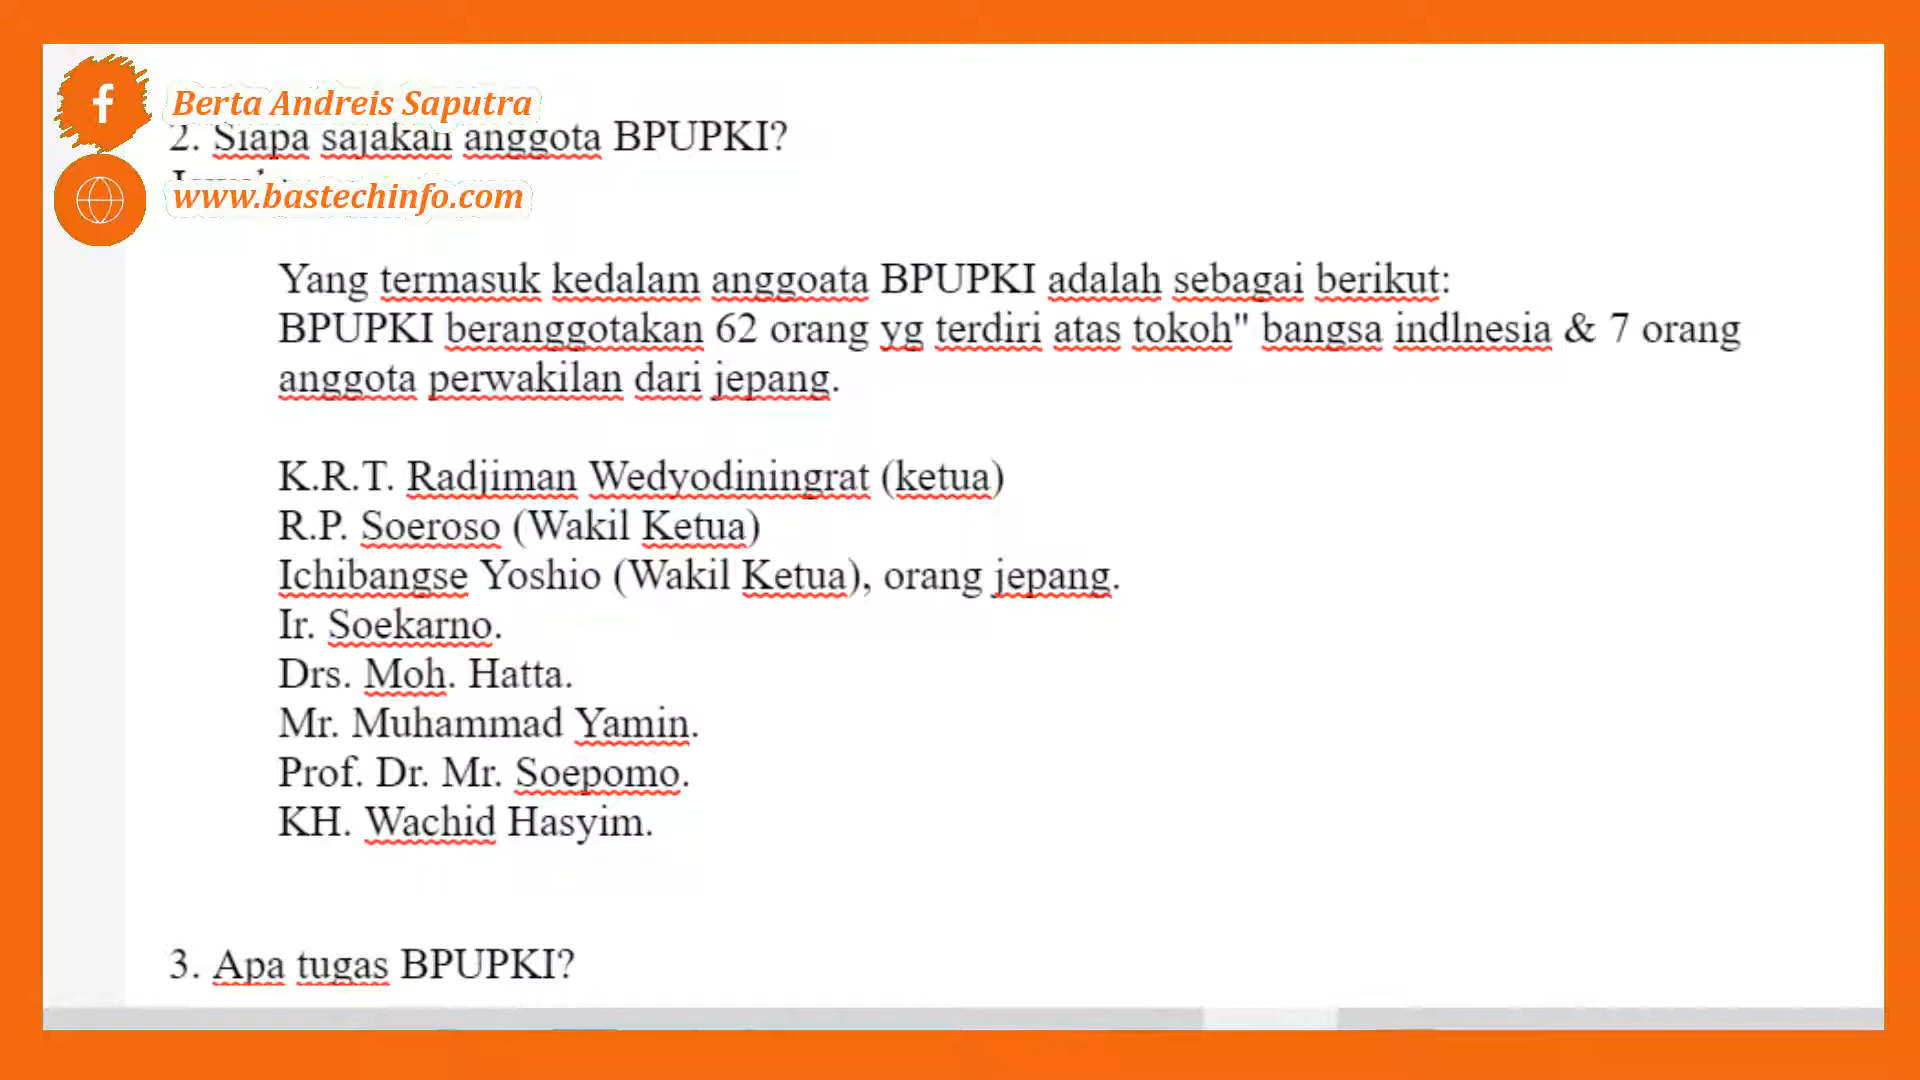 Berta Andreis Saputra
2. Siapa sajakah anggota BPUPKI?
www.bastechinfo.com
Yang termasuk kedalam anggoata BPUPKI adalah sebagai berikut:
BPUPKI beranggotakan 62 orang yg terdiri atas tokoh" bangsa indlnesia & 7 orang
anggota perwakilan dari jepang.
K.R.T. Radjiman Wedyodiningrat (ketua)
R.P. Soeroso (Wakil Ketua)
Ichibangse Yoshio (Wakil Ketua), orang jepang.
Ir. Soekarno.
Drs. Moh. Hatta.
Mr. Muhammad Yamin.
Prof. Dr. Mr. Soepomo.
KH. Wachid Hasyim.
3. Apa tugas BPUPKI?